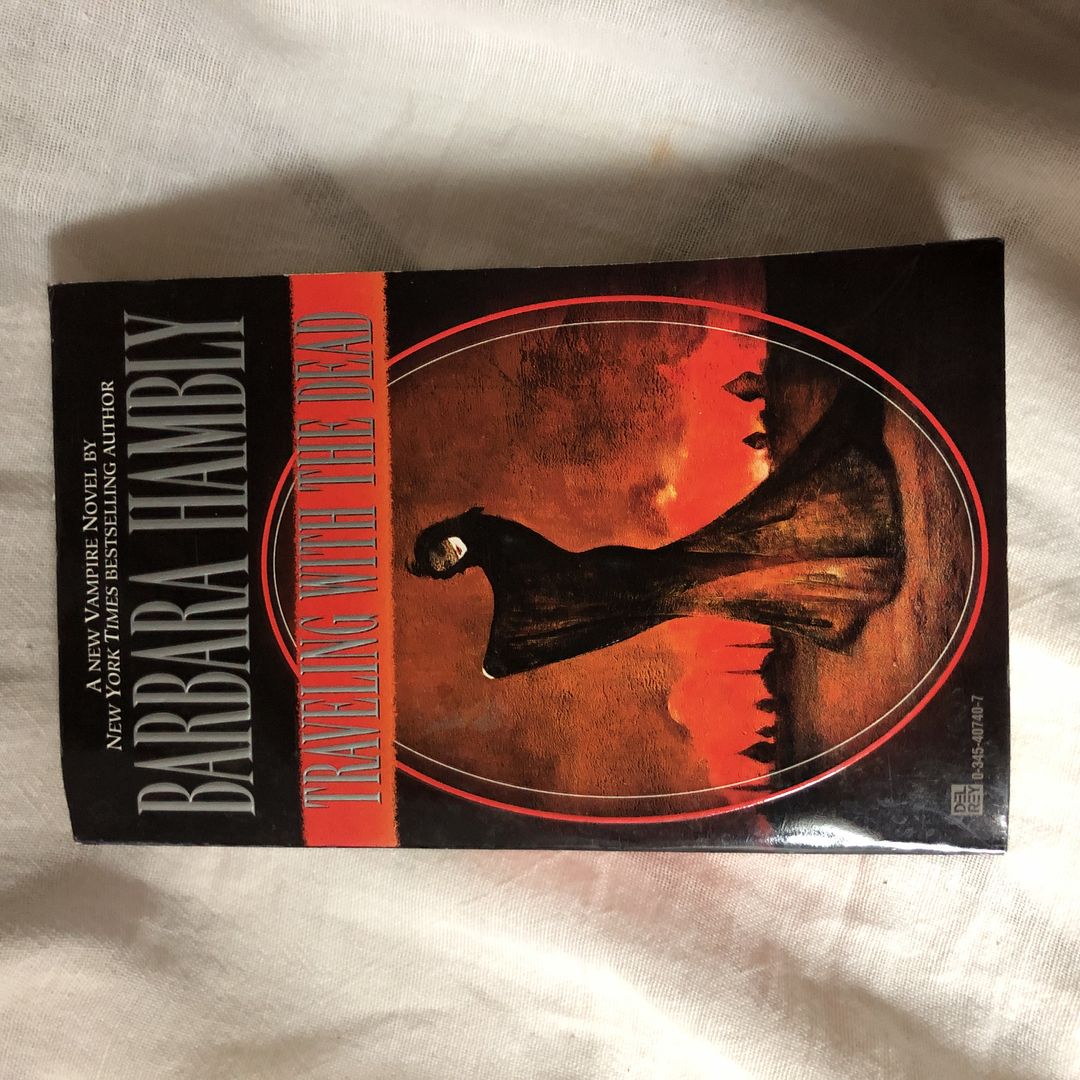 A NEW VAMPIRE NOVEL BY
NEW YORK TIMES BESTSELLING AUTHOR
BARBARA HAMBLY
TRAVELING WITH THE DEAD
DEL
REY
0-345-40740-7